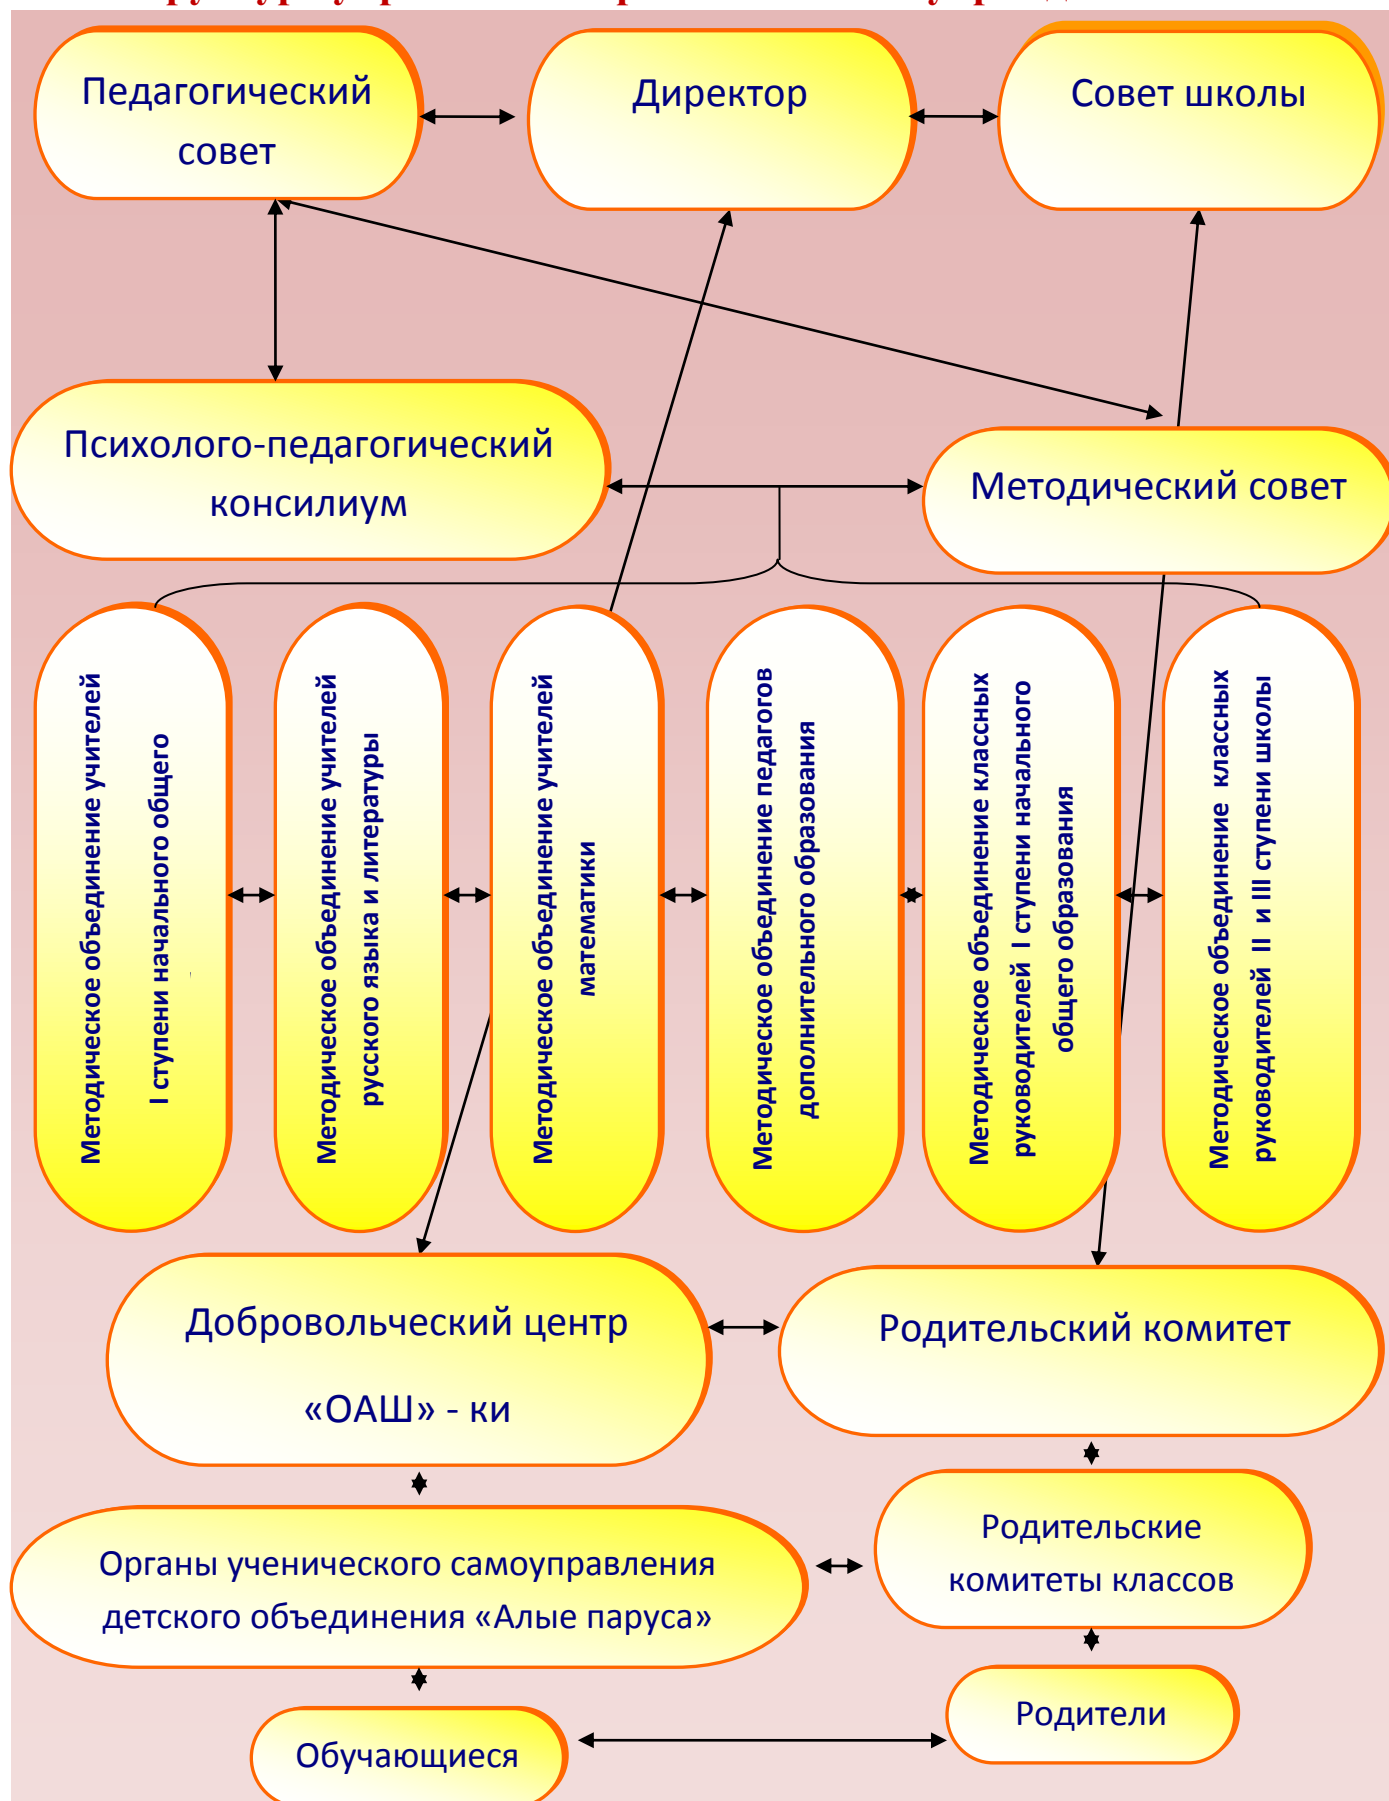 Педагогический
совет
Директор
Совет школы
Психолого-педагогический
консилиум
Методический совет
Методическое объединение учителей
I ступени начального общего
Методическое объединение учителей
русского языка и литературы
Методическое объединение учителей
математики
Методическое объединение педагогов
дополнительного образования
Методическое объединение классных
руководителей I ступени начального
общего образования
Методическое объединение классных
руководителей II и III ступени школы
Добровольческий центр
«ОАШ» - ки
Родительский комитет
Органы ученического самоуправления
детского объединения «Алые паруса»
Родительские
комитеты классов
Родители
Обучающиеся